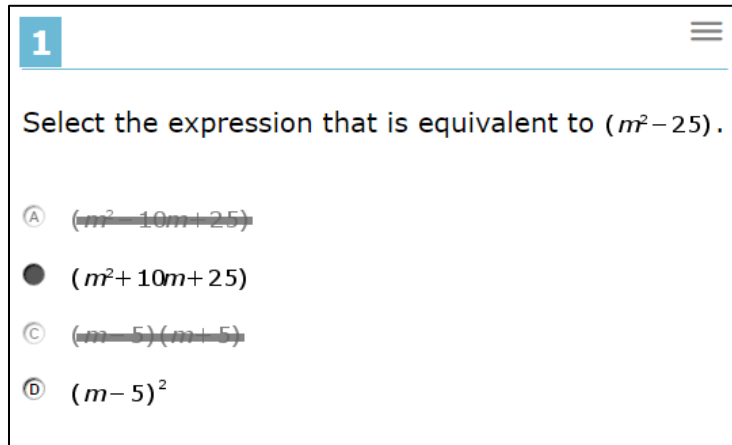 1
Select the expression that is equivalent to (m²−25).
A (m²−10m+25)
(m²+10m+25)
C (m−5)(m+5)
D (m−5)²